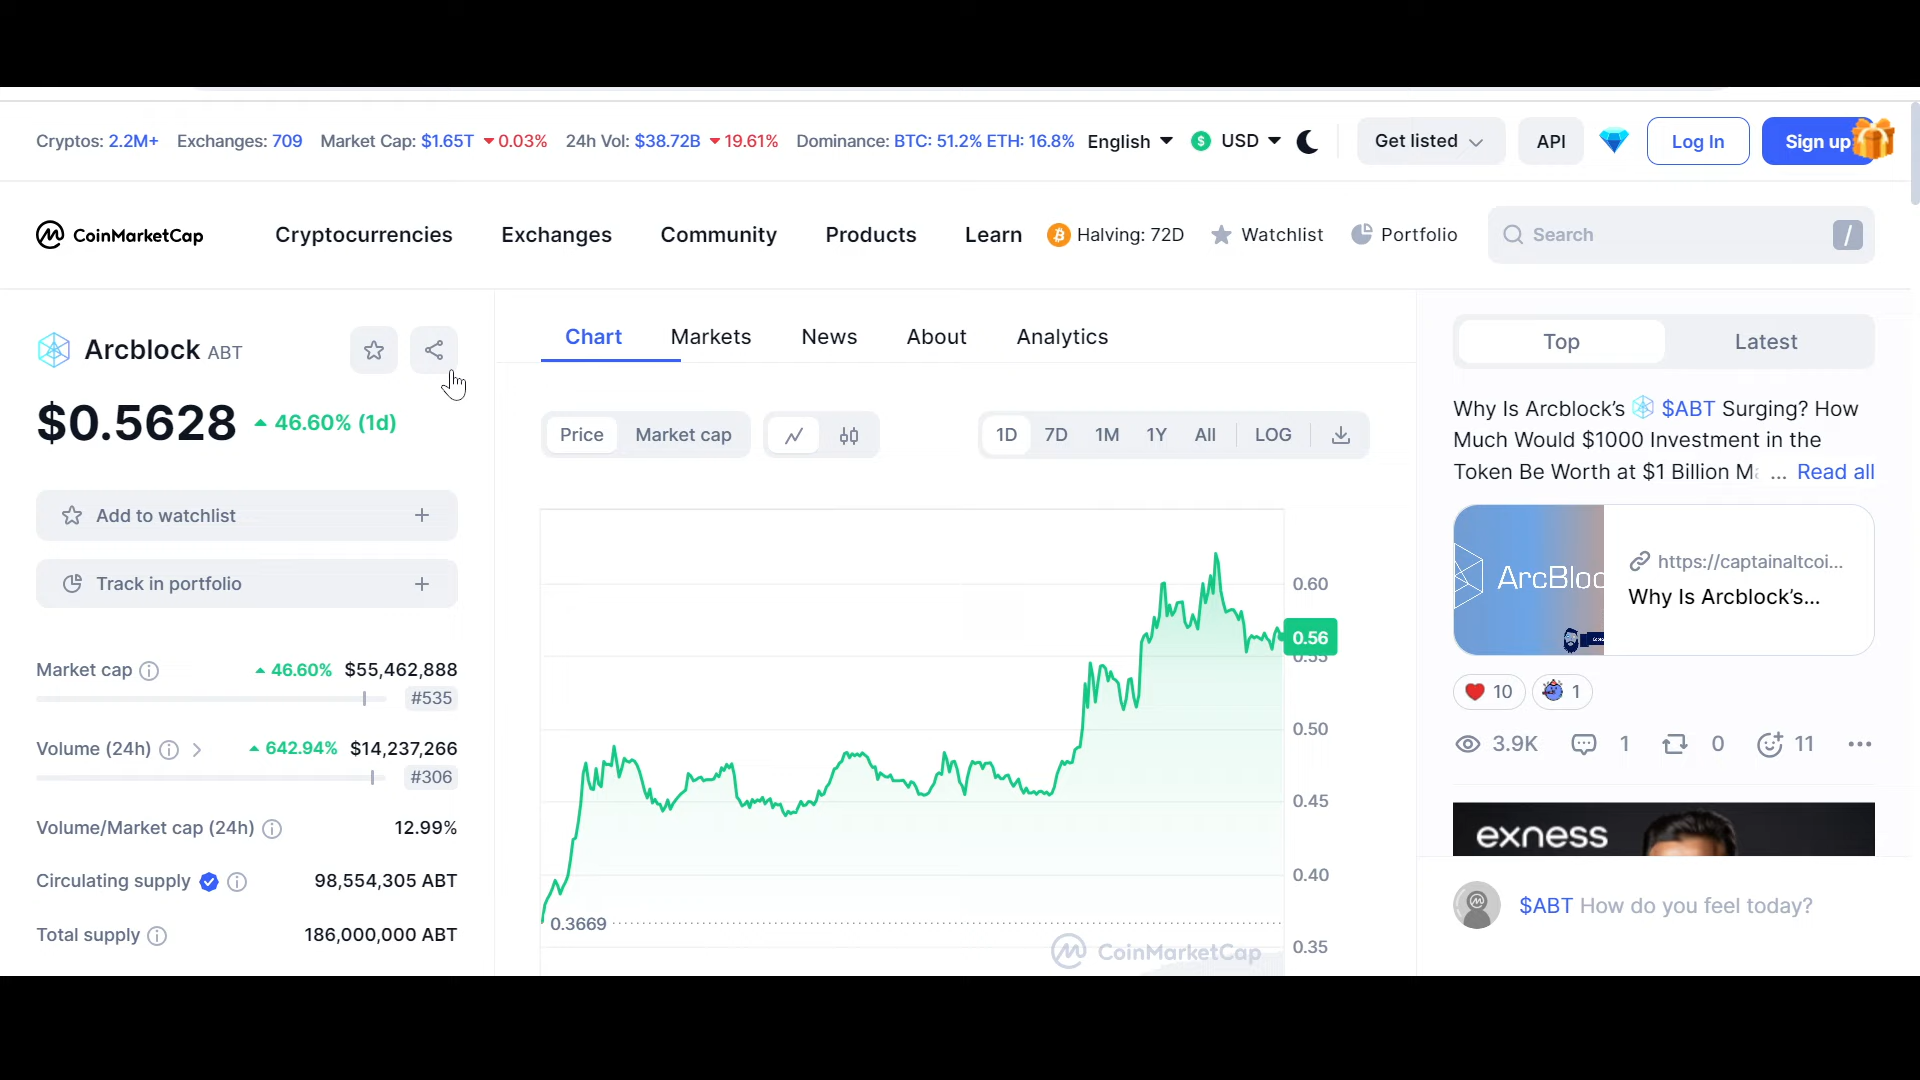 Cryptos: 2.2M+ Exchanges: 709 Market Cap: $1.65T 0.03% 24h Vol: $38.72B 19.61% Dominance: BTC: 51.2% ETH: 16.8% English USD Get listed API Log In Sign up
CoinMarketCap Cryptocurrencies Exchanges Community Products Learn Halving: 72D Watchlist Portfolio Search /
Arcblock ABT
$0.5628 46.60% (1d)
Add to watchlist +
Track in portfolio +
Market cap 46.60% $55,462,888
#535
Volume (24h) 642.94% $14,237,266
#306
Volume/Market cap (24h) 12.99%
Circulating supply 98,554,305 ABT
Total supply 186,000,000 ABT
Chart Markets News About Analytics
Price Market cap 1D 7D 1M 1Y All LOG
0.60
0.56
0.55
0.50
0.45
0.40
0.3669
0.35
CoinMarketCap
Top Latest
Why Is Arcblock's $ABT Surging? How
Much Would $1000 Investment in the
Token Be Worth at $1 Billion Ma ... Read all
ArcBloc
https://captainaltcoi...
Why Is Arcblock's...
10 1
3.9K 1 0 11
exness
$ABT How do you feel today?